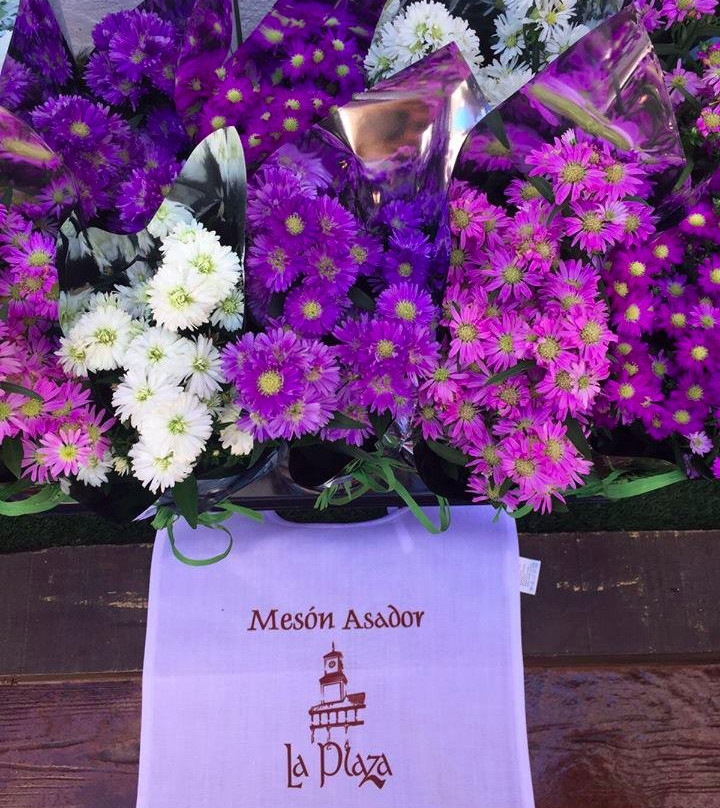 Mesón Asador
La Plaza